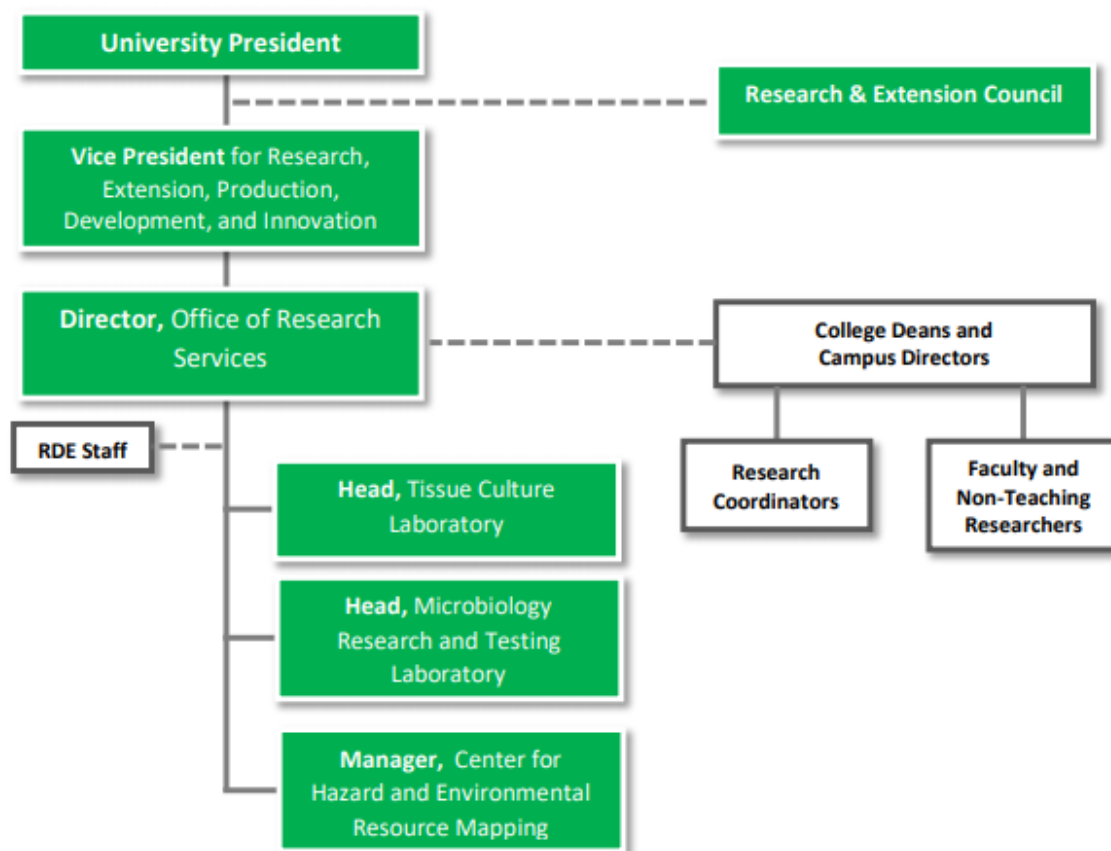 University President
Research & Extension Council
Vice President for Research,
Extension, Production,
Development, and Innovation
Director, Office of Research
Services
College Deans and
Campus Directors
RDE Staff
Research
Coordinators
Faculty and
Non-Teaching
Researchers
Head, Tissue Culture
Laboratory
Head, Microbiology
Research and Testing
Laboratory
Manager, Center for
Hazard and Environmental
Resource Mapping